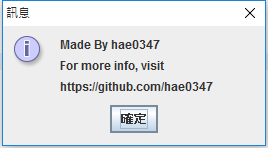 訊息
Made By hae0347
For more info, visit
https://github.com/hae0347
確定